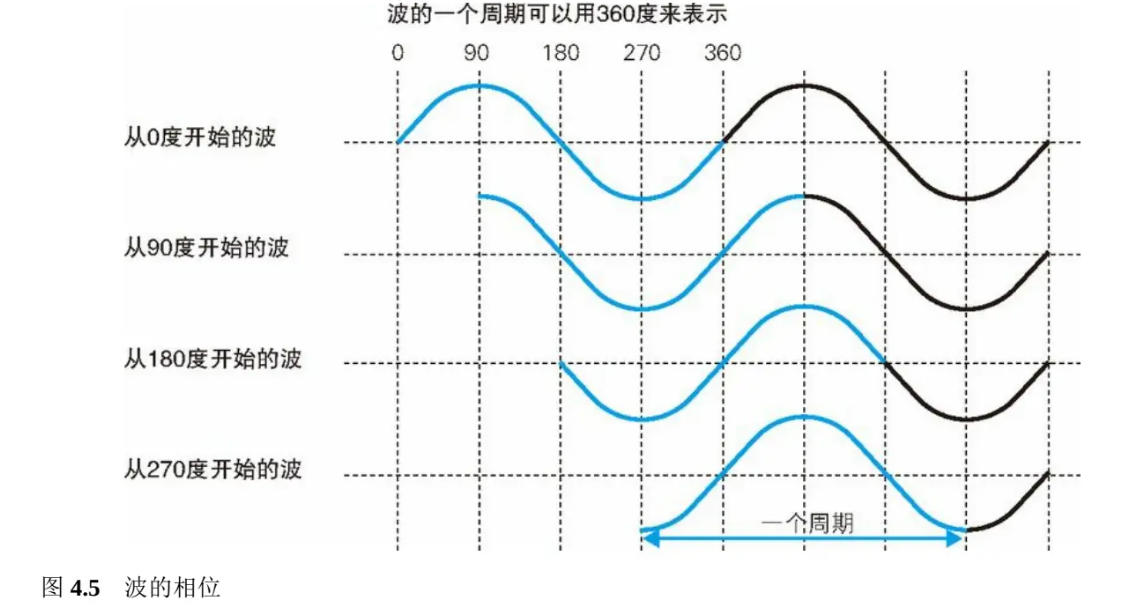 波的一个周期可以用360度来表示
0 90 180 270 360
从0度开始的波
从90度开始的波
从180度开始的波
从270度开始的波
一个周期
图 4.5 波的相位